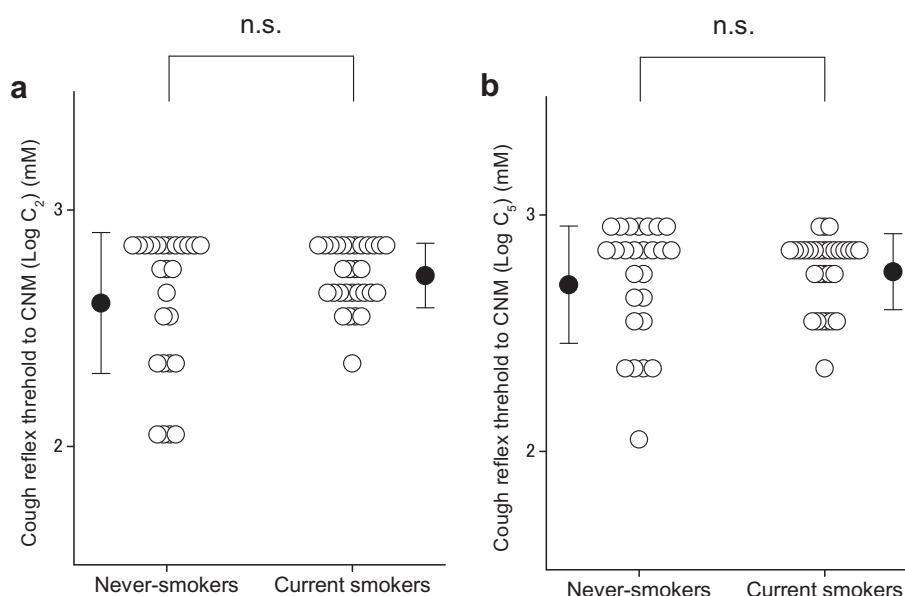 n.s.
a
Cough reflex threhold to CNM (Log C2) (mM)
3
2
Never-smokers
Current smokers
n.s.
b
Cough reflex threhold to CNM (Log C5) (mM)
3
2
Never-smokers
Current smokers